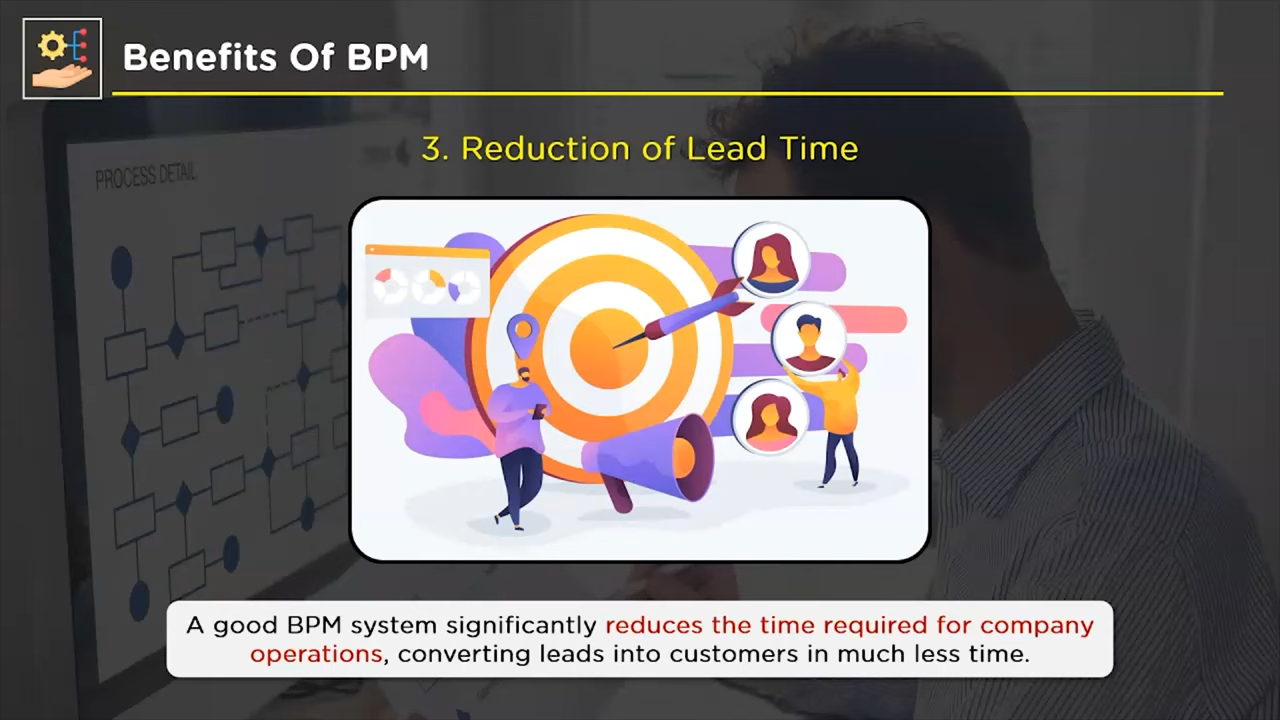 Benefits Of BPM
3. Reduction of Lead Time
PROCESS DETAIL
A good BPM system significantly reduces the time required for company
operations, converting leads into customers in much less time.